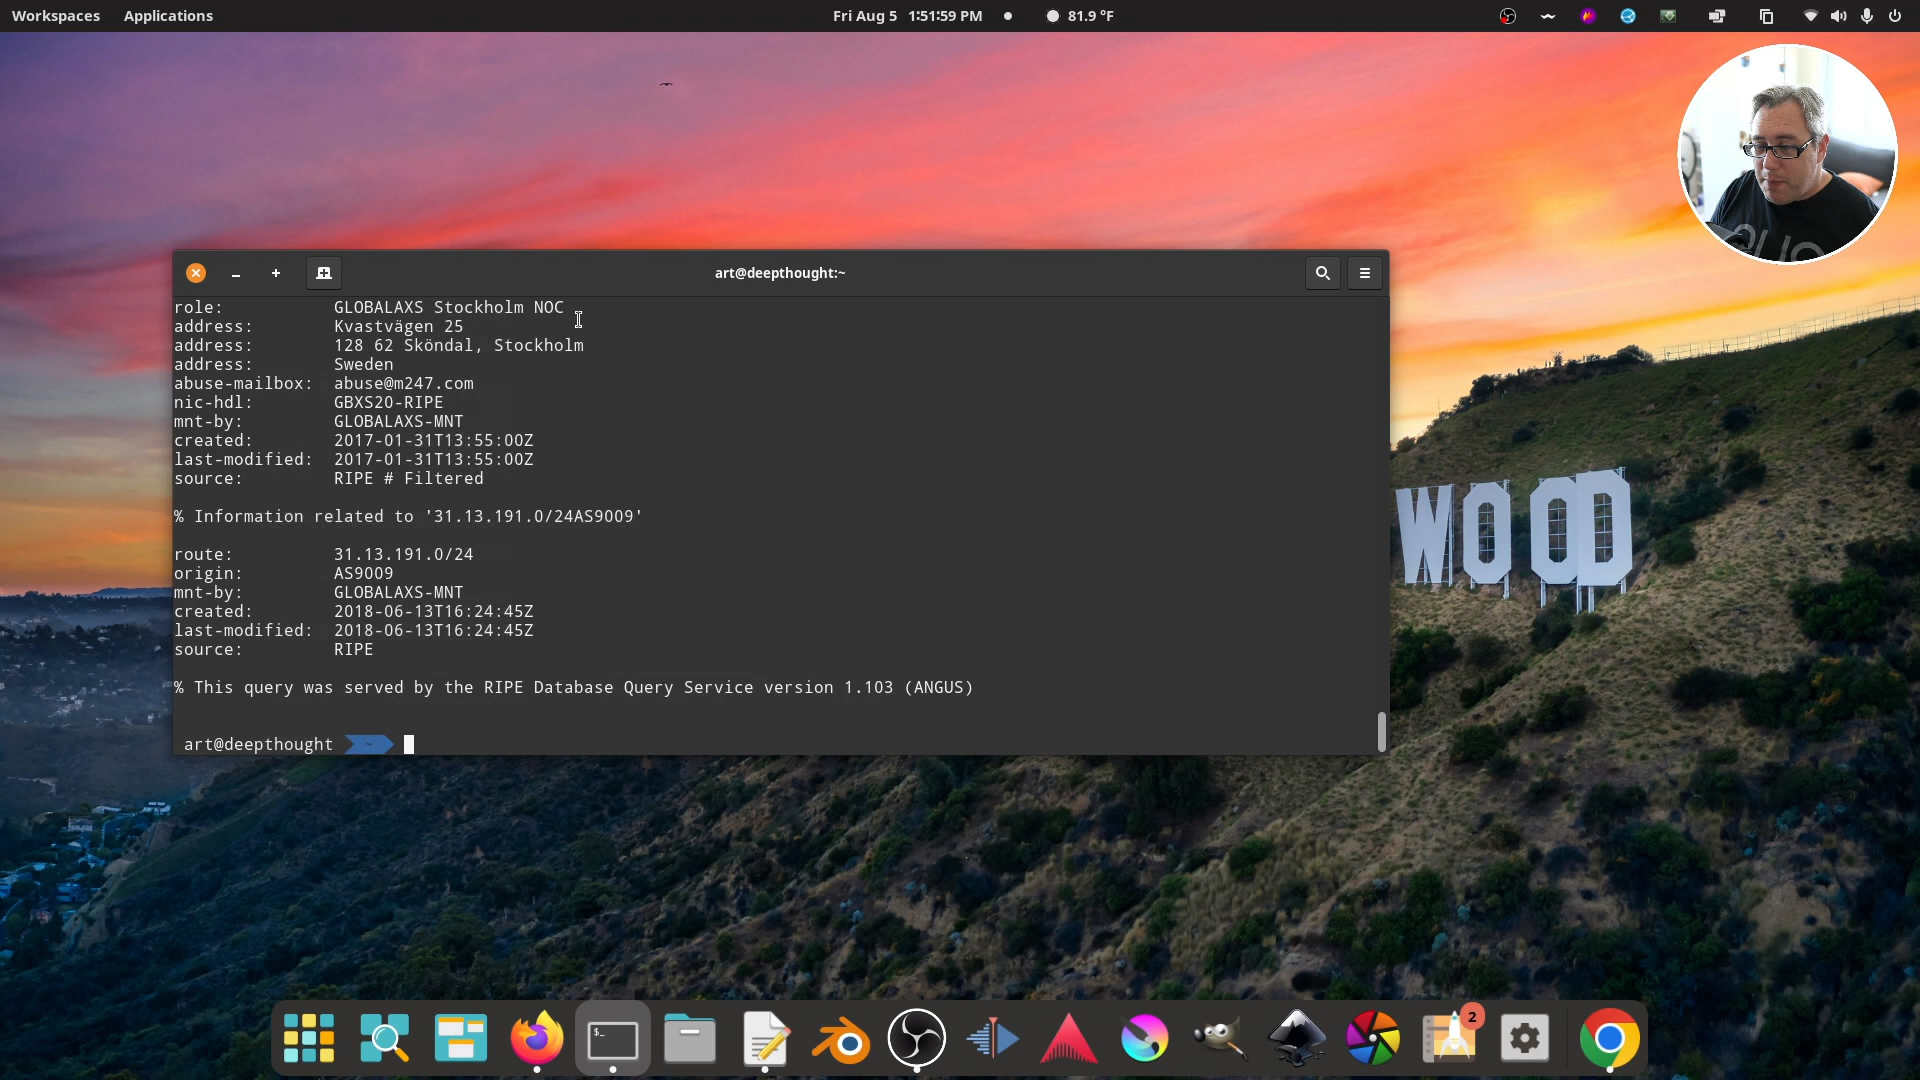 Workspaces Applications Fri Aug 5 1:51:59 PM 81.9 °F
art@deepthought:~
role: GLOBALAXS Stockholm NOC
address: Kvastvägen 25
address: 128 62 Sköndal, Stockholm
address: Sweden
abuse-mailbox: abuse@m247.com
nic-hdl: GBXS20-RIPE
mnt-by: GLOBALAXS-MNT
created: 2017-01-31T13:55:00Z
last-modified: 2017-01-31T13:55:00Z
source: RIPE # Filtered
% Information related to '31.13.191.0/24AS9009'
route: 31.13.191.0/24
origin: AS9009
mnt-by: GLOBALAXS-MNT
created: 2018-06-13T16:24:45Z
last-modified: 2018-06-13T16:24:45Z
source: RIPE
% This query was served by the RIPE Database Query Service version 1.103 (ANGUS)
art@deepthought ~
WOOD
$_
2